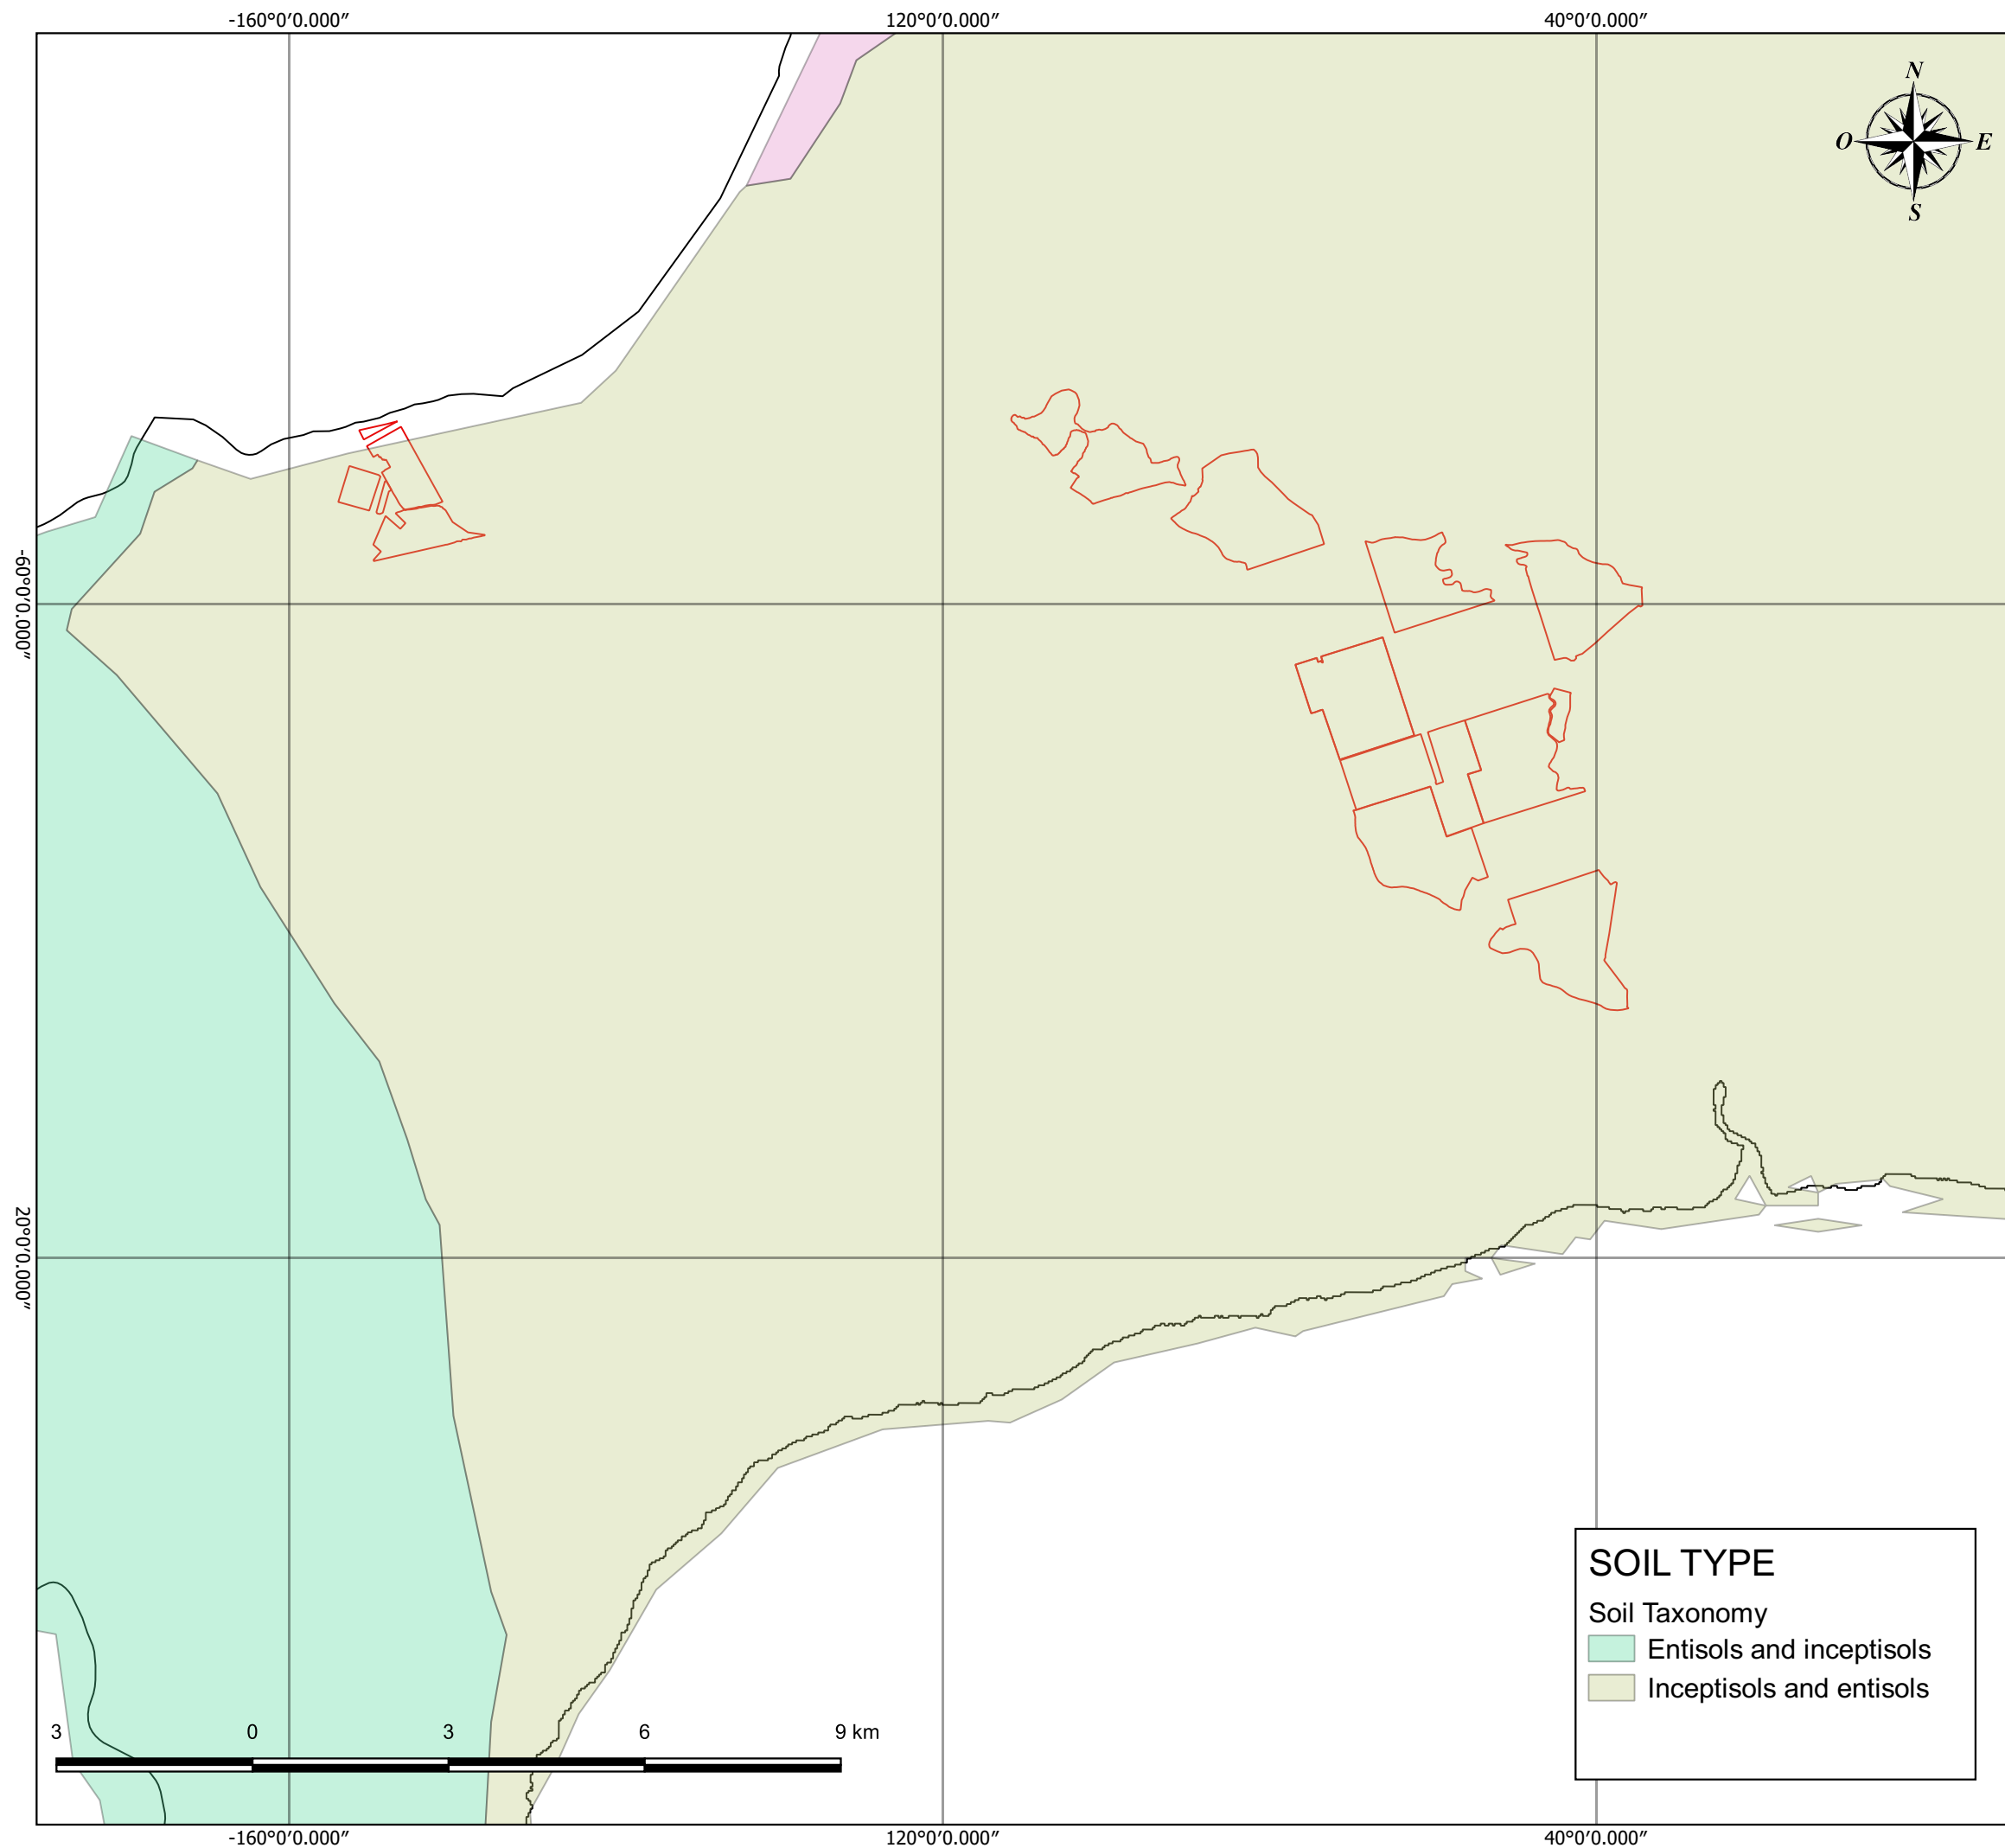 -160°0′0.000″ 120°0′0.000″ 40°0′0.000″
N
O E
S
-60°0′0.000″
20°0′0.000″
SOIL TYPE
Soil Taxonomy
Entisols and inceptisols
Inceptisols and entisols
3 0 3 6 9 km
-160°0′0.000″ 120°0′0.000″ 40°0′0.000″